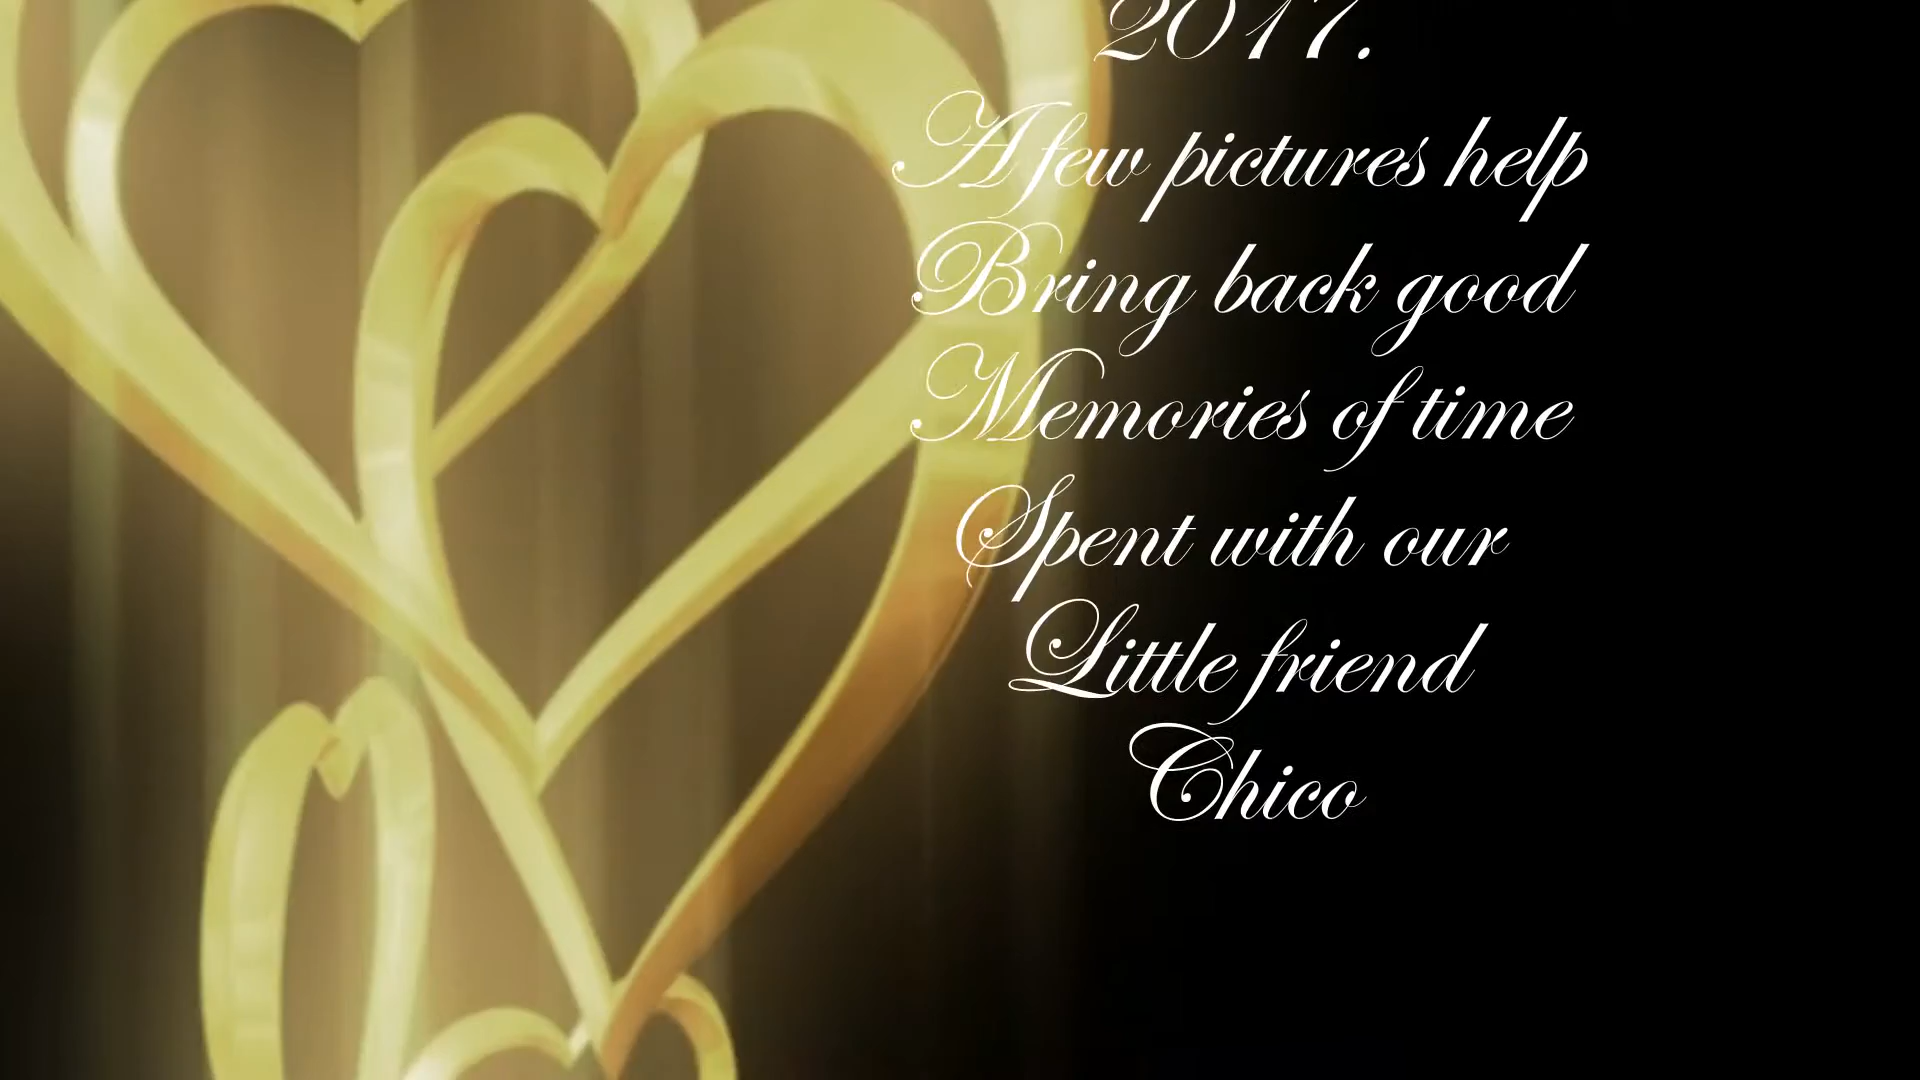 2017.
A few pictures help
Bring back good
Memories of time
Spent with our
Little friend
Chico